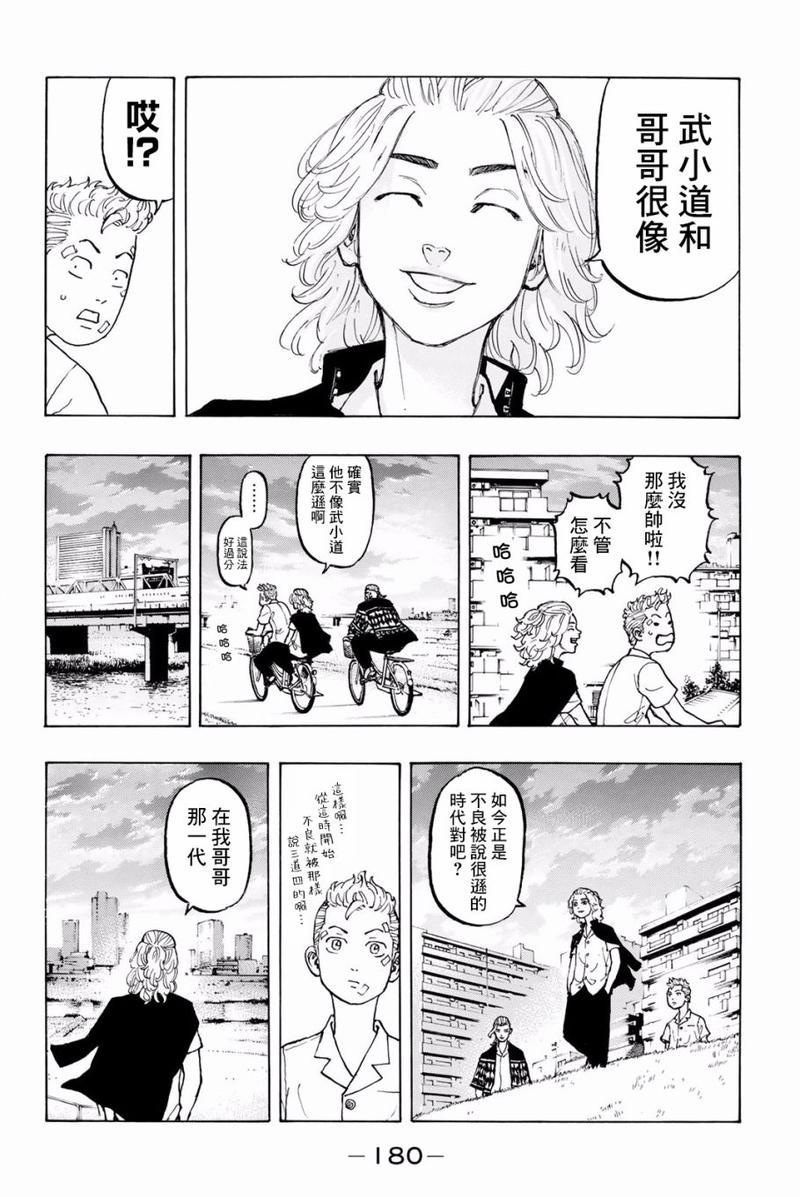 武小道和
哥哥很像
哎!?
我沒
那麼帥啦!!
不管
怎麼看
哈
哈
哈
確實
他不像武小道
這麼遜啊
……
這說法
好過分
哈
哈
哈
如今正是
不良被說很遜的
時代對吧?
這樣啊…
從這時開始
不良就被那樣
說三道四的啊…
在我哥哥
那一代
—180—